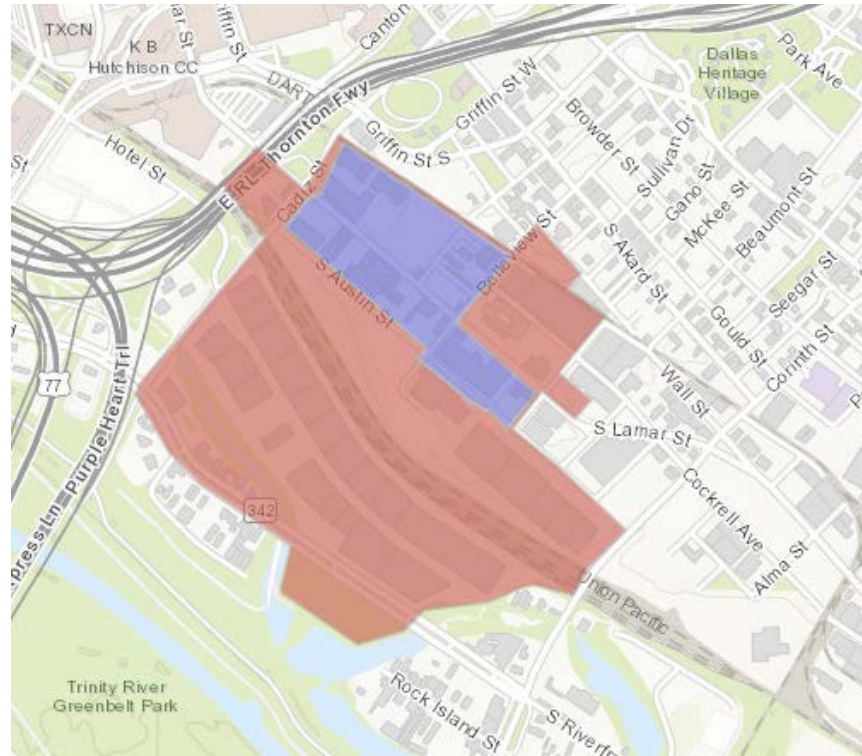 TXCN
K B
Hutchison CC
Griffin St
Canton
Park Ave
Dallas
Heritage
Village
DART
Hotel St
St
E R L Thornton Fwy
Griffin St W
Griffin St S
Cadiz St
Browder St
Sullivan Dr
Gano St
McKee St
Beaumont St
Belleview St
S Akard St
Seegar St
S Austin St
Gould St
Corinth St
77
Wall St
S Lamar St
Purple Heart Trl
press Ln
342
Cockrell Ave
Alma St
Union Pacific
Trinity River
Greenbelt Park
Rock Island St
S Riverfr